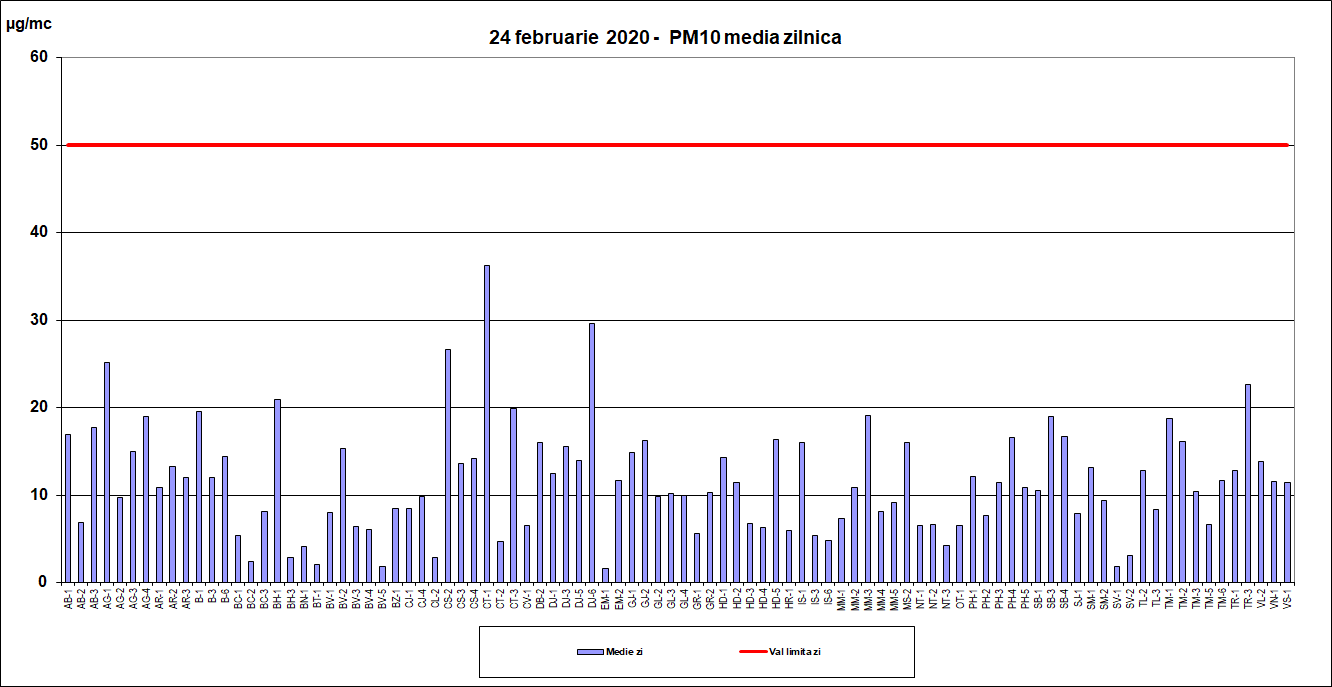 µg/mc
24 februarie 2020 - PM10 media zilnica
60
50
40
30
20
10
0
AB-1 AB-2 AB-3 AG-1 AG-2 AG-3 AG-4 AR-1 AR-2 AR-3 B-1 B-3 B-6 BC-1 BC-2 BC-3 BH-1 BH-3 BN-1 BT-1 BV-1 BV-2 BV-3 BV-4 BV-5 BZ-1 CJ-1 CJ-4 CL-2 CS-2 CS-3 CS-4 CT-1 CT-2 CT-3 CV-1 DB-2 DJ-1 DJ-3 DJ-5 DJ-6 EM-1 EM-2 GJ-1 GJ-2 GL-2 GL-3 GL-4 GR-1 GR-2 HD-1 HD-2 HD-3 HD-4 HD-5 HR-1 IS-1 IS-3 IS-6 MM-1 MM-2 MM-3 MM-4 MM-5 MS-2 NT-1 NT-2 NT-3 OT-1 PH-1 PH-2 PH-3 PH-4 PH-5 SB-1 SB-3 SB-4 SJ-1 SM-1 SM-2 SV-1 SV-2 TL-2 TL-3 TM-1 TM-2 TM-3 TM-5 TM-6 TR-1 TR-3 VL-2 VN-1 VS-1
Medie zi Val limita zi